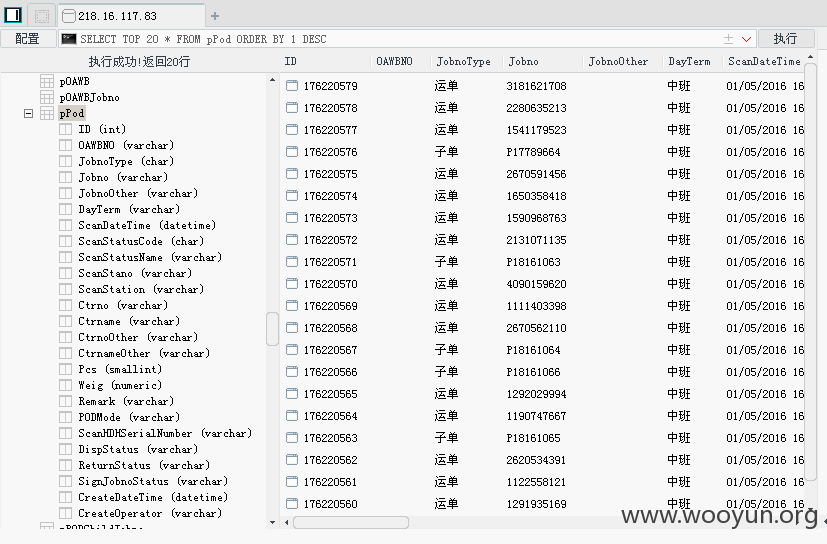 218.16.117.83
配置
SELECT TOP 20 * FROM pPod ORDER BY 1 DESC
执行
执行成功!返回20行
pOAWB
pOAWBJobno
pPod
ID (int)
OAWBNO (varchar)
JobnoType (char)
Jobno (varchar)
JobnoOther (varchar)
DayTerm (varchar)
ScanDateTime (datetime)
ScanStatusCode (char)
ScanStatusName (varchar)
ScanStano (varchar)
ScanStation (varchar)
Ctrno (varchar)
Ctrname (varchar)
CtrnoOther (varchar)
CtrnameOther (varchar)
Pcs (smallint)
Weig (numeric)
Remark (varchar)
PODMode (varchar)
ScanHDHSerialNumber (varchar)
DispStatus (varchar)
ReturnStatus (varchar)
SignJobnoStatus (varchar)
CreateDateTime (datetime)
CreateOperator (varchar)
ID OAWBNO JobnoType Jobno JobnoOther DayTerm ScanDateTime
176220579 运单 3181621708 中班 01/05/2016 16
176220578 运单 2280635213 中班 01/05/2016 16
176220577 运单 1541179523 中班 01/05/2016 16
176220576 子单 P17789664 中班 01/05/2016 16
176220575 运单 2670591456 中班 01/05/2016 16
176220574 运单 1650358418 中班 01/05/2016 16
176220573 运单 1590968763 中班 01/05/2016 16
176220572 运单 2131071135 中班 01/05/2016 16
176220571 子单 P18161063 中班 01/05/2016 16
176220570 运单 4090159620 中班 01/05/2016 16
176220569 运单 1111403398 中班 01/05/2016 16
176220568 运单 2670562110 中班 01/05/2016 16
176220567 子单 P18161064 中班 01/05/2016 16
176220566 子单 P18161066 中班 01/05/2016 16
176220565 运单 1292029994 中班 01/05/2016 16
176220564 运单 1190747667 中班 01/05/2016 16
176220563 子单 P18161065 中班 01/05/2016 16
176220562 运单 2620534391 中班 01/05/2016 16
176220561 运单 1122558121 中班 01/05/2016 16
176220560 运单 1291935169 中班 01/05/2016 16
www.wooyun.org